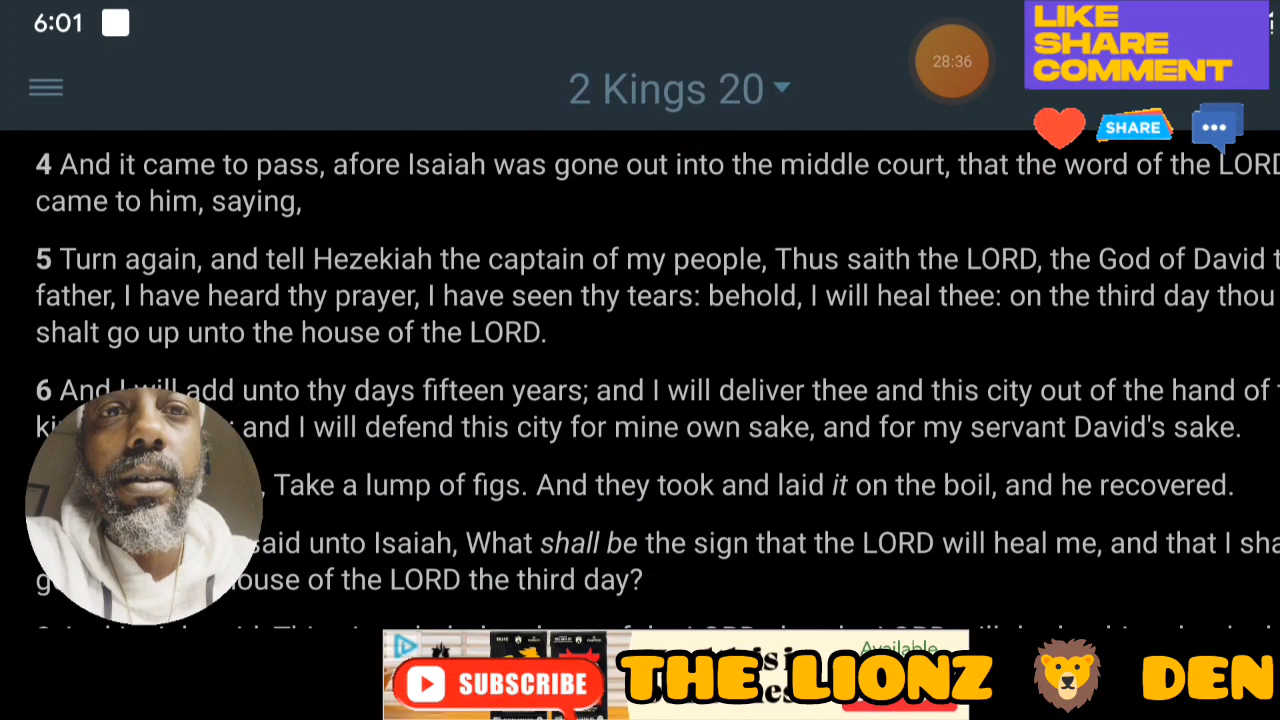 6:01
28:36
LIKE
SHARE
COMMENT
2 Kings 20
SHARE
4 And it came to pass, afore Isaiah was gone out into the middle court, that the word of the LORD
came to him, saying,
5 Turn again, and tell Hezekiah the captain of my people, Thus saith the LORD, the God of David
father, I have heard thy prayer, I have seen thy tears: behold, I will heal thee: on the third day thou
shalt go up unto the house of the LORD.
6 And I will add unto thy days fifteen years; and I will deliver thee and this city out of the hand of
and I will defend this city for mine own sake, and for my servant David's sake.
, Take a lump of figs. And they took and laid it on the boil, and he recovered.
said unto Isaiah, What shall be the sign that the LORD will heal me, and that I
house of the LORD the third day?
Available
SUBSCRIBE
THE LIONZ DEN